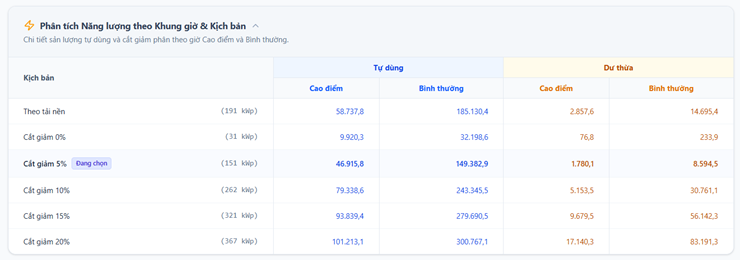 Phân tích Năng lượng theo Khung giờ & Kịch bản
Chi tiết sản lượng tự dùng và cắt giảm phân theo giờ Cao điểm và Bình thường.
Kịch bản Tự dùng Dư thừa
Cao điểm Bình thường Cao điểm Bình thường
Theo tải nền (191 kWp) 58.737,8 185.130,4 2.857,6 14.695,4
Cắt giảm 0% (31 kWp) 9.920,3 32.198,6 76,8 233,9
Cắt giảm 5% Đang chọn (151 kWp) 46.915,8 149.382,9 1.780,1 8.594,5
Cắt giảm 10% (262 kWp) 79.338,6 243.345,5 5.153,5 30.761,1
Cắt giảm 15% (321 kWp) 93.839,4 279.690,5 9.679,5 56.142,3
Cắt giảm 20% (367 kWp) 101.213,1 300.767,1 17.140,3 83.191,3